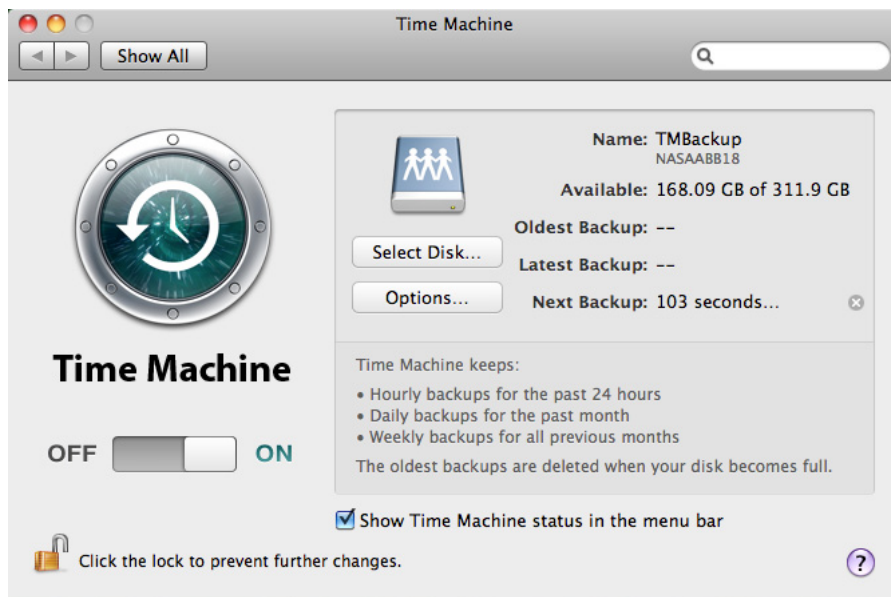 Time Machine
Show All
Name: TMBackup
NASAABB18
Available: 168.09 GB of 311.9 GB
Oldest Backup: --
Select Disk...
Latest Backup: --
Options...
Next Backup: 103 seconds...
Time Machine
Time Machine keeps:
• Hourly backups for the past 24 hours
• Daily backups for the past month
• Weekly backups for all previous months
The oldest backups are deleted when your disk becomes full.
OFF ON
Show Time Machine status in the menu bar
Click the lock to prevent further changes.
?